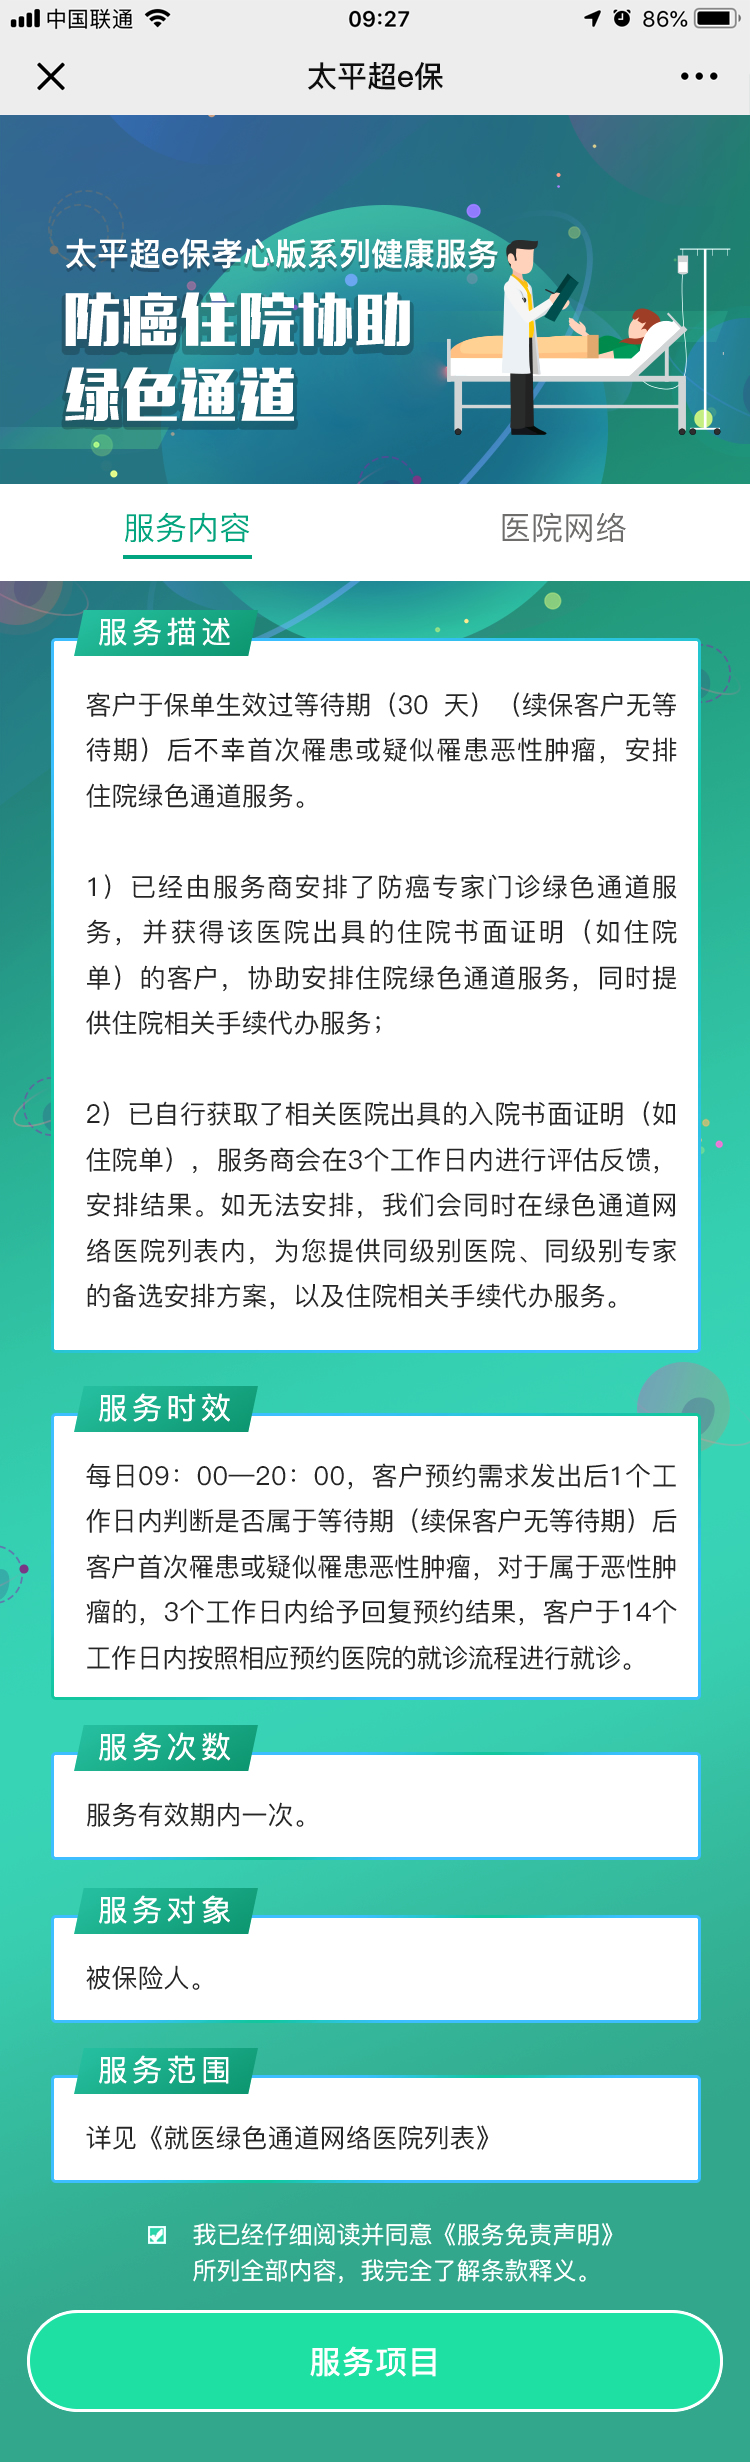 中国联通
09:27
86%
太平超e保
太平超e保孝心版系列健康服务
防癌住院协助
绿色通道
服务内容
医院网络
服务描述
客户于保单生效过等待期（30 天）（续保客户无等
待期）后不幸首次罹患或疑似罹患恶性肿瘤，安排
住院绿色通道服务。
1）已经由服务商安排了防癌专家门诊绿色通道服
务，并获得该医院出具的住院书面证明（如住院
单）的客户，协助安排住院绿色通道服务，同时提
供住院相关手续代办服务；
2）已自行获取了相关医院出具的入院书面证明（如
住院单），服务商会在3个工作日内进行评估反馈，
安排结果。如无法安排，我们会同时在绿色通道网
络医院列表内，为您提供同级别医院、同级别专家
的备选安排方案，以及住院相关手续代办服务。
服务时效
每日09：00—20：00，客户预约需求发出后1个工
作日内判断是否属于等待期（续保客户无等待期）后
客户首次罹患或疑似罹患恶性肿瘤，对于属于恶性肿
瘤的，3个工作日内给予回复预约结果，客户于14个
工作日内按照相应预约医院的就诊流程进行就诊。
服务次数
服务有效期内一次。
服务对象
被保险人。
服务范围
详见《就医绿色通道网络医院列表》
我已经仔细阅读并同意《服务免责声明》
所列全部内容，我完全了解条款释义。
服务项目